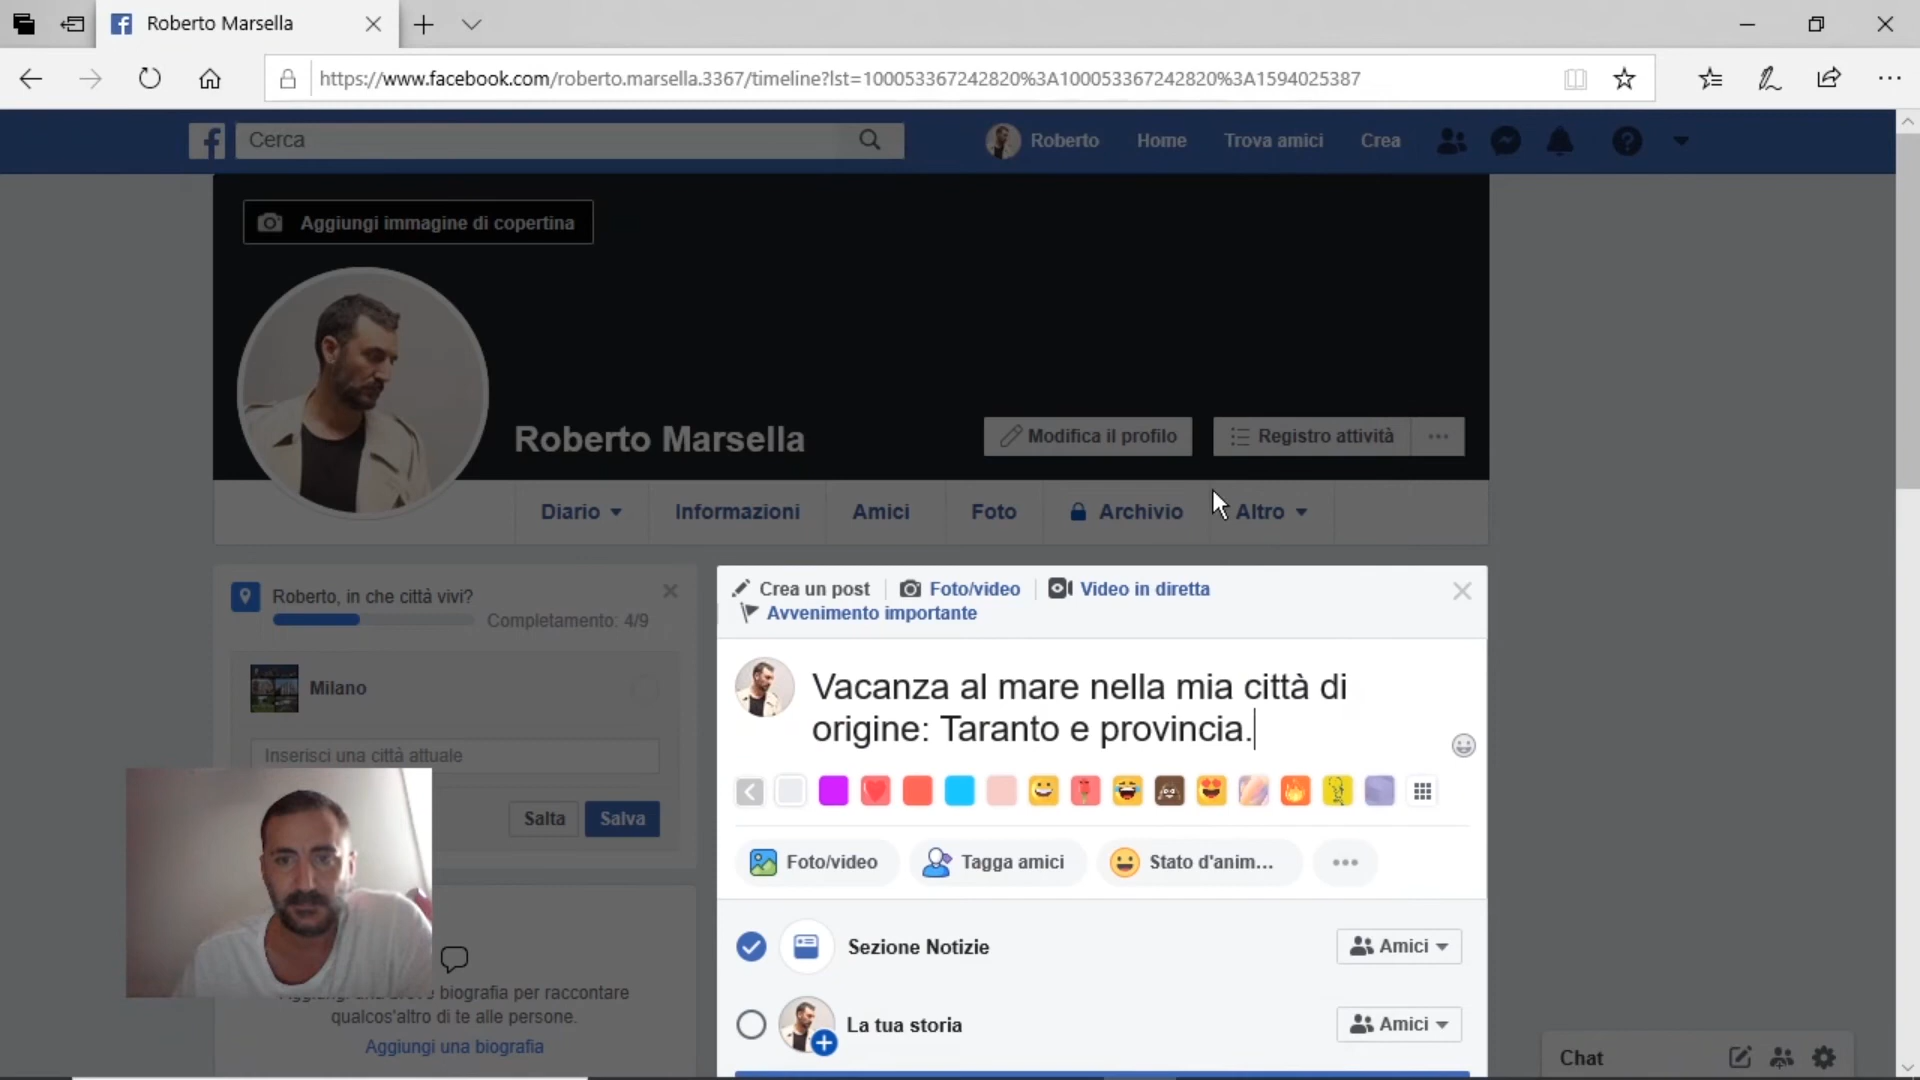 Roberto Marsella
https://www.facebook.com/roberto.marsella.3367/timeline?lst=100053367242820%3A100053367242820%3A1594025387
Cerca
Roberto
Home
Trova amici
Crea
Aggiungi immagine di copertina
Roberto Marsella
Modifica il profilo
Registro attività
Diario
Informazioni
Amici
Foto
Archivio
Altro
Roberto, in che città vivi?
Completamento: 4/9
Milano
Inserisci una città attuale
Salta
Salva
biografia per raccontare
qualcos'altro di te alle persone.
Aggiungi una biografia
Crea un post
Foto/video
Video in diretta
Avvenimento importante
Vacanza al mare nella mia città di
origine: Taranto e provincia.
Foto/video
Tagga amici
Stato d'anim...
Sezione Notizie
Amici
La tua storia
Amici
Chat